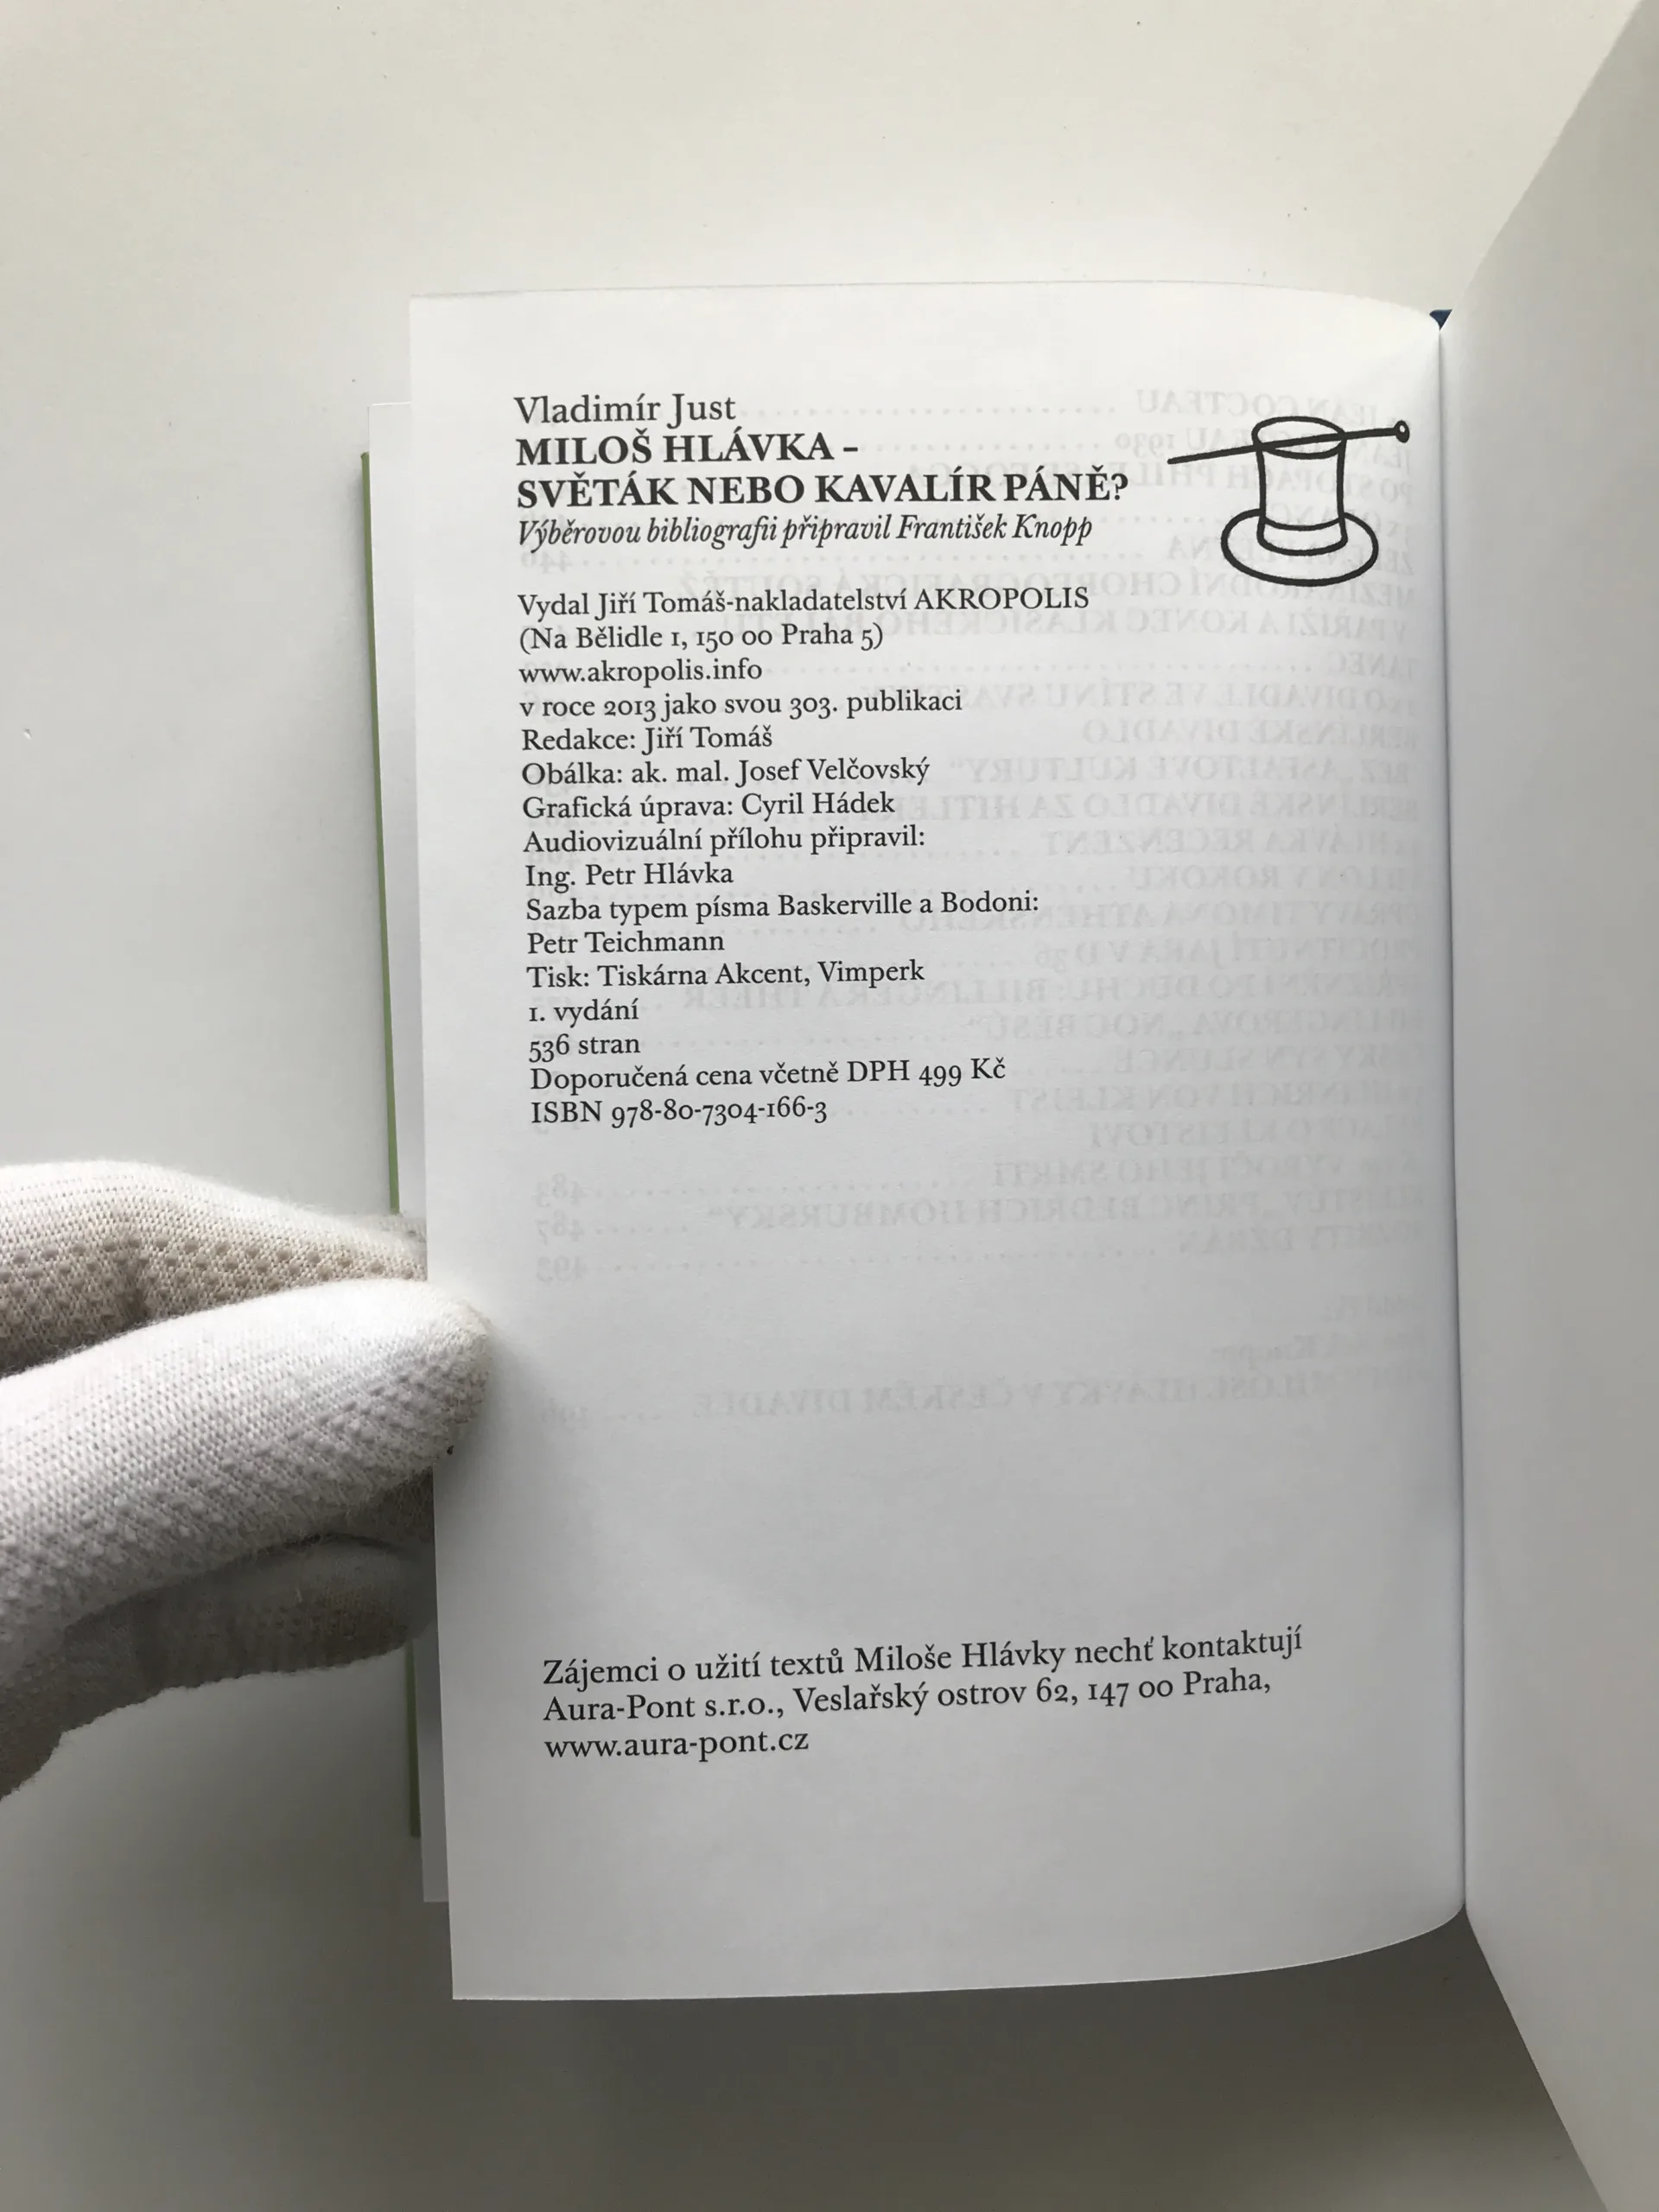 Vladimír Just
MILOŠ HLÁVKA –
SVĚTÁK NEBO KAVALÍR PÁNĚ?
Výběrovou bibliografii připravil František Knopp
Vydal Jiří Tomáš-nakladatelství AKROPOLIS
(Na Bělidle 1, 150 00 Praha 5)
www.akropolis.info
v roce 2013 jako svou 303. publikaci
Redakce: Jiří Tomáš
Obálka: ak. mal. Josef Velčovský
Grafická úprava: Cyril Hádek
Audiovizuální přílohu připravil:
Ing. Petr Hlávka
Sazba typem písma Baskerville a Bodoni:
Petr Teichmann
Tisk: Tiskárna Akcent, Vimperk
1. vydání
536 stran
Doporučená cena včetně DPH 499 Kč
ISBN 978-80-7304-166-3
Zájemci o užití textů Miloše Hlávky nechť kontaktují
Aura-Pont s.r.o., Veslařský ostrov 62, 147 00 Praha,
www.aura-pont.cz